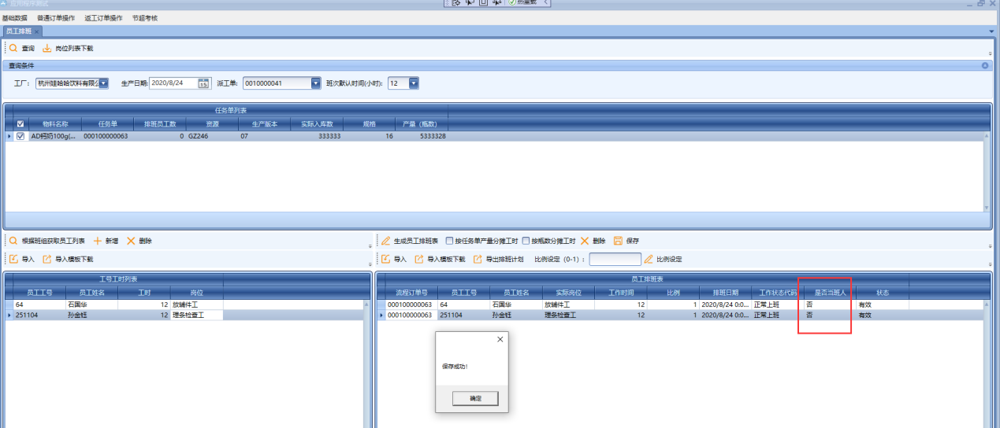 应用程序测试
热重载
基础数据 普通订单操作 返工订单操作 节超考核
员工排班
查询 岗位列表下载
查询条件
工厂: 杭州娃哈哈饮料有限公 生产日期: 2020/8/24 15 派工单: 0010000041 班次默认时间(小时): 12
任务单列表
物料名称 任务单 排班员工数 资源 生产版本 实际入库数 规格 产量（瓶数）
AD钙奶100g(... 000100000063 0 GZ246 07 333333 16 5333328
根据班组获取员工列表 新增 删除
生成员工排班表 按任务单产量分摊工时 按瓶数分摊工时 删除 保存
导入 导入模板下载
导入 导入模板下载 导出排班计划 比例设定（0-1）: 比例设定
工号工时列表
员工工号 员工姓名 工时 岗位
64 石国华 12 放辅件工
251104 孙金钰 12 理条检查工
员工排班表
流程订单号 员工工号 员工姓名 实际岗位 工作时间 比例 排班日期 工作状态代码 是否当班人 状态
000100000063 64 石国华 放辅件工 12 1 2020/8/24 0:0... 正常上班 否 有效
000100000063 251104 孙金钰 理条检查工 12 1 2020/8/24 0:0... 正常上班 否 有效
保存成功!
确定